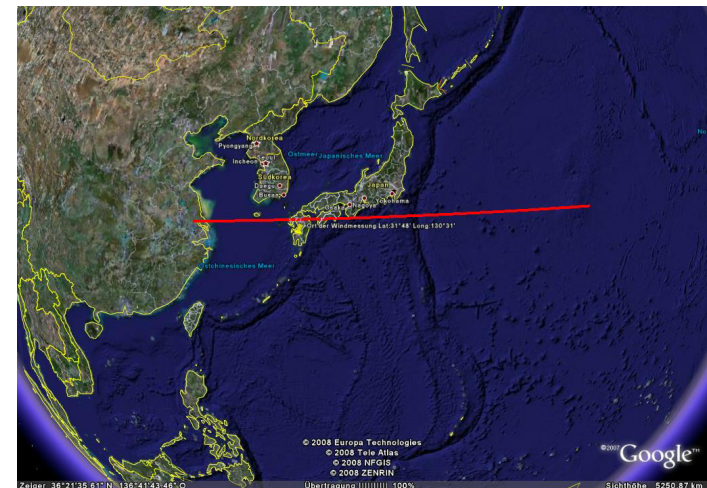 Nordkorea
Pyongyang
Seoul
Incheon
Ostmeer Japanisches Meer
Südkorea
Daegu
Busan
Japan
Osaka
Nagoya
Yokohama
Ort der Windmessung Lat:31°48' Long:130°31'
Ostchinesisches Meer
© 2008 Europa Technologies
© 2008 Tele Atlas
© 2008 NFGIS
© 2008 ZENRIN
Google™
Zeiger 36°21'35.61" N 136°41'43.46" O Übertragung |||||||||| 100% Sichthöhe 5250.87 km